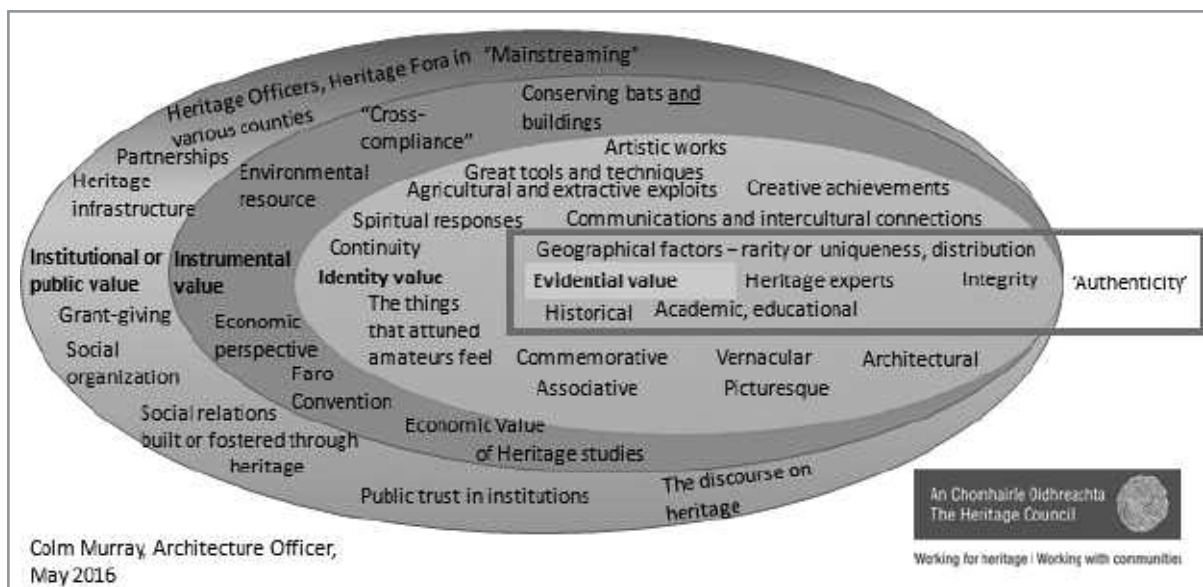 Heritage Officers, Heritage Fora in
various counties
"Mainstreaming"
"Cross-
compliance"
Conserving bats and
buildings
Partnerships
Heritage
infrastructure
Environmental
resource
Artistic works
Great tools and techniques
Agricultural and extractive exploits
Creative achievements
Spiritual responses
Communications and intercultural connections
Continuity
Geographical factors – rarity or uniqueness, distribution
Institutional or
public value
Instrumental
value
Identity value
Evidential value
Heritage experts
Integrity
'Authenticity'
Historical
Academic, educational
The things
that attuned
amateurs feel
Grant-giving
Social
organization
Economic
perspective
Commemorative
Vernacular
Architectural
Associative
Picturesque
Faro
Convention
Social relations
built or fostered through
heritage
Economic Value
of Heritage studies
Public trust in institutions
The discourse on
heritage
An Chomhairle Oidhreachta
The Heritage Council
Working for heritage | Working with communities
Colm Murray, Architecture Officer,
May 2016